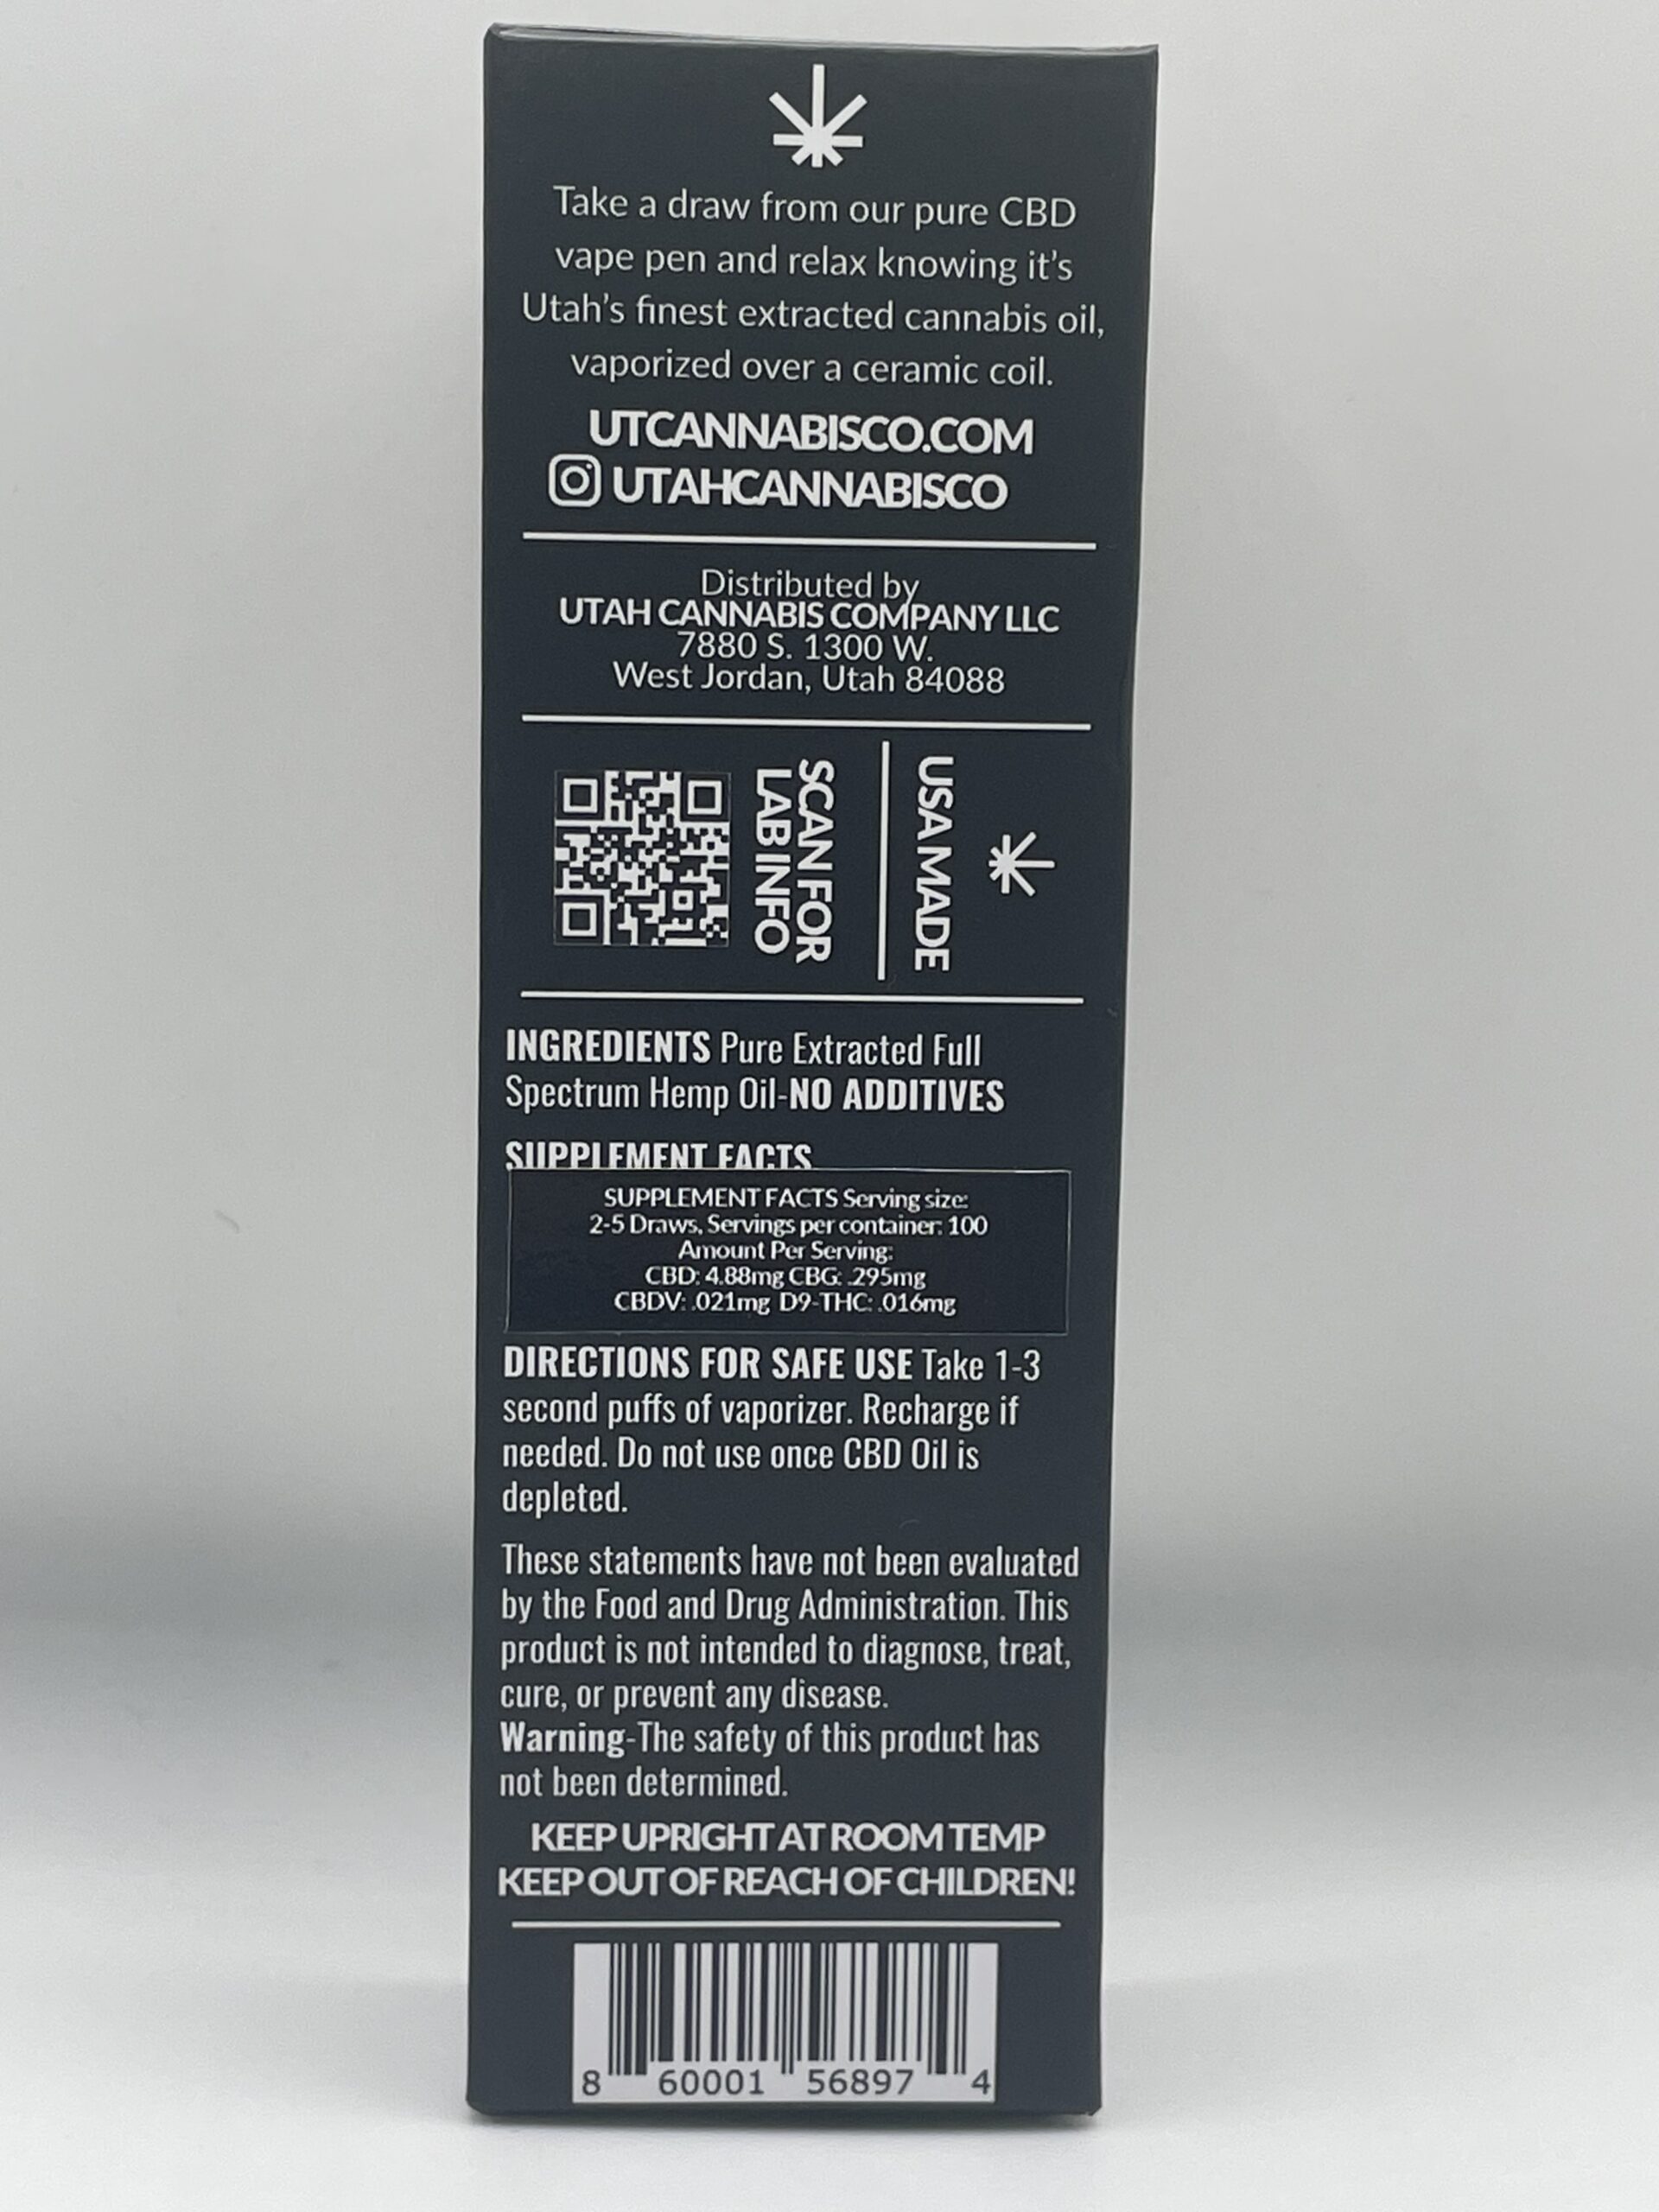 Take a draw from our pure CBD
vape pen and relax knowing it's
Utah's finest extracted cannabis oil,
vaporized over a ceramic coil.
UTCANNABISCO.COM
UTAHCANNABISCO
Distributed by
UTAH CANNABIS COMPANY LLC
7880 S. 1300 W.
West Jordan, Utah 84088
SCAN FOR
LAB INFO
USA MADE
INGREDIENTS Pure Extracted Full
Spectrum Hemp Oil-NO ADDITIVES
SUPPLEMENT FACTS
SUPPLEMENT FACTS Serving size:
2-5 Draws, Servings per container: 100
Amount Per Serving:
CBD: 4.88mg CBG: .295mg
CBDV: .021mg D9-THC: .016mg
DIRECTIONS FOR SAFE USE Take 1-3
second puffs of vaporizer. Recharge if
needed. Do not use once CBD Oil is
depleted.
These statements have not been evaluated
by the Food and Drug Administration. This
product is not intended to diagnose, treat,
cure, or prevent any disease.
Warning-The safety of this product has
not been determined.
KEEP UPRIGHT AT ROOM TEMP
KEEP OUT OF REACH OF CHILDREN!
8 60001 56897 4